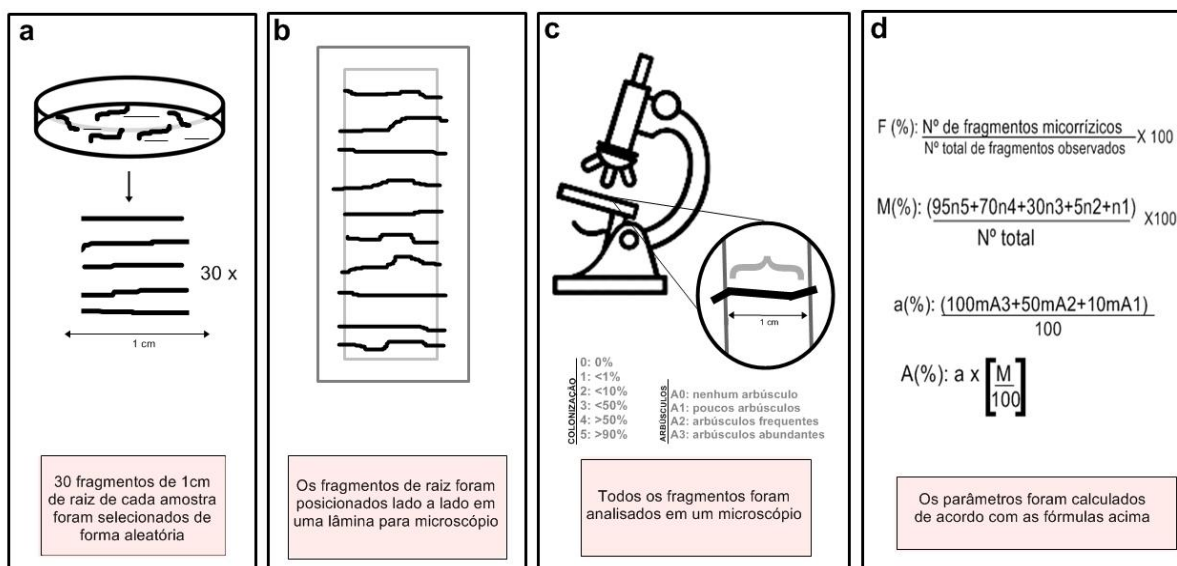 a
30 x
1 cm
30 fragmentos de 1cm
de raiz de cada amostra
foram selecionados de
forma aleatória
b
Os fragmentos de raiz foram
posicionados lado a lado em
uma lâmina para microscópio
c
1 cm
COLONIZAÇÃO
0: 0%
1: <1%
2: <10%
3: <50%
4: >50%
5: >90%
ARBÚSCULOS
A0: nenhum arbúsculo
A1: poucos arbúsculos
A2: arbúsculos frequentes
A3: arbúsculos abundantes
Todos os fragmentos foram
analisados em um microscópio
d
F (%): Nº de fragmentos micorrízicos X 100
Nº total de fragmentos observados
M(%): (95n5+70n4+30n3+5n2+n1) X100
Nº total
a(%): (100mA3+50mA2+10mA1)
100
A(%): a x [M
100]
Os parâmetros foram calculados
de acordo com as fórmulas acima